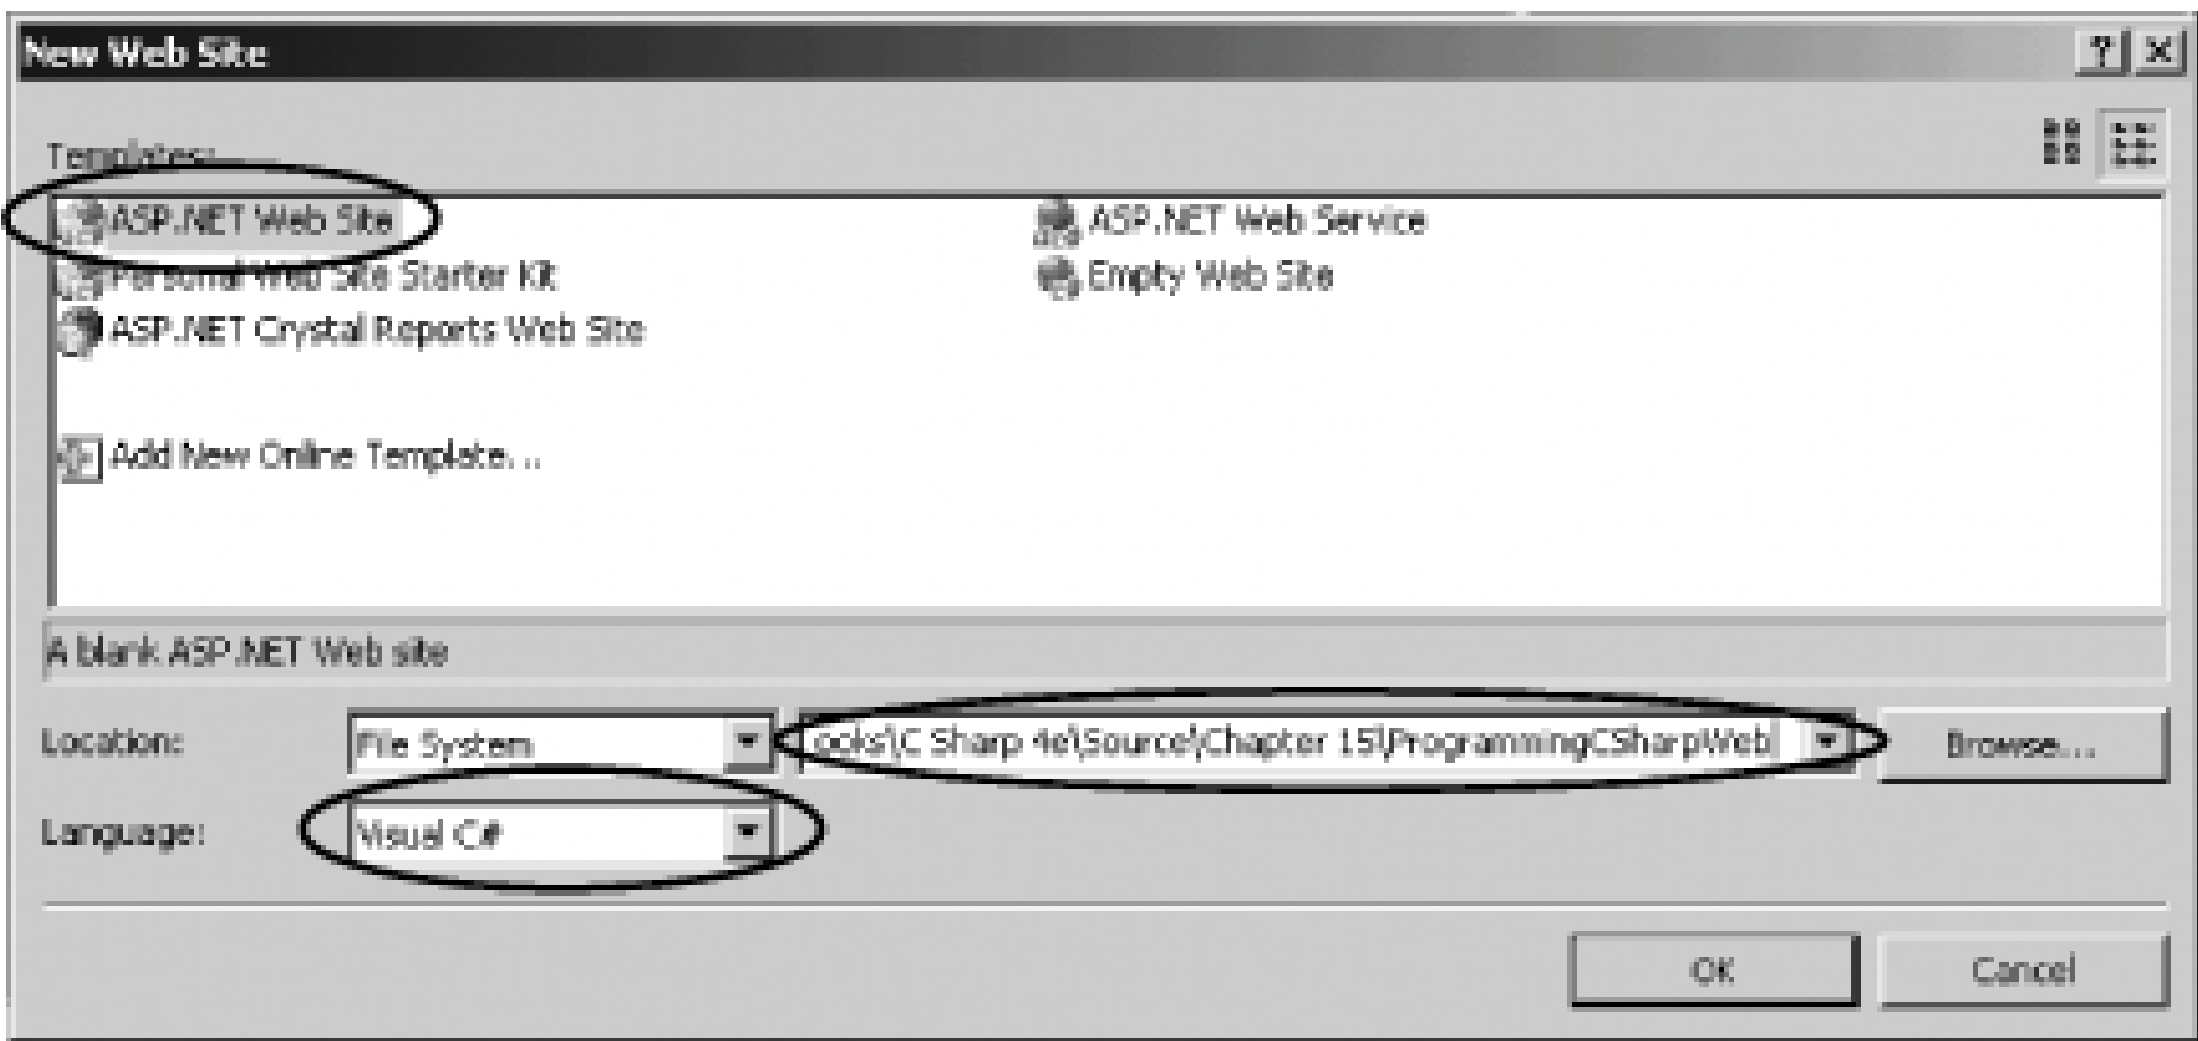 New Web Site
Templates:
ASP.NET Web Site
ASP.NET Web Service
Personal Web Site Starter Kit
Empty Web Site
ASP.NET Crystal Reports Web Site
Add New Online Template...
A blank ASP.NET Web site
Location:
File System
ooks\C Sharp 4e\Source\Chapter 15\ProgrammingCSharpWeb
Browse...
Language:
Visual C#
OK
Cancel